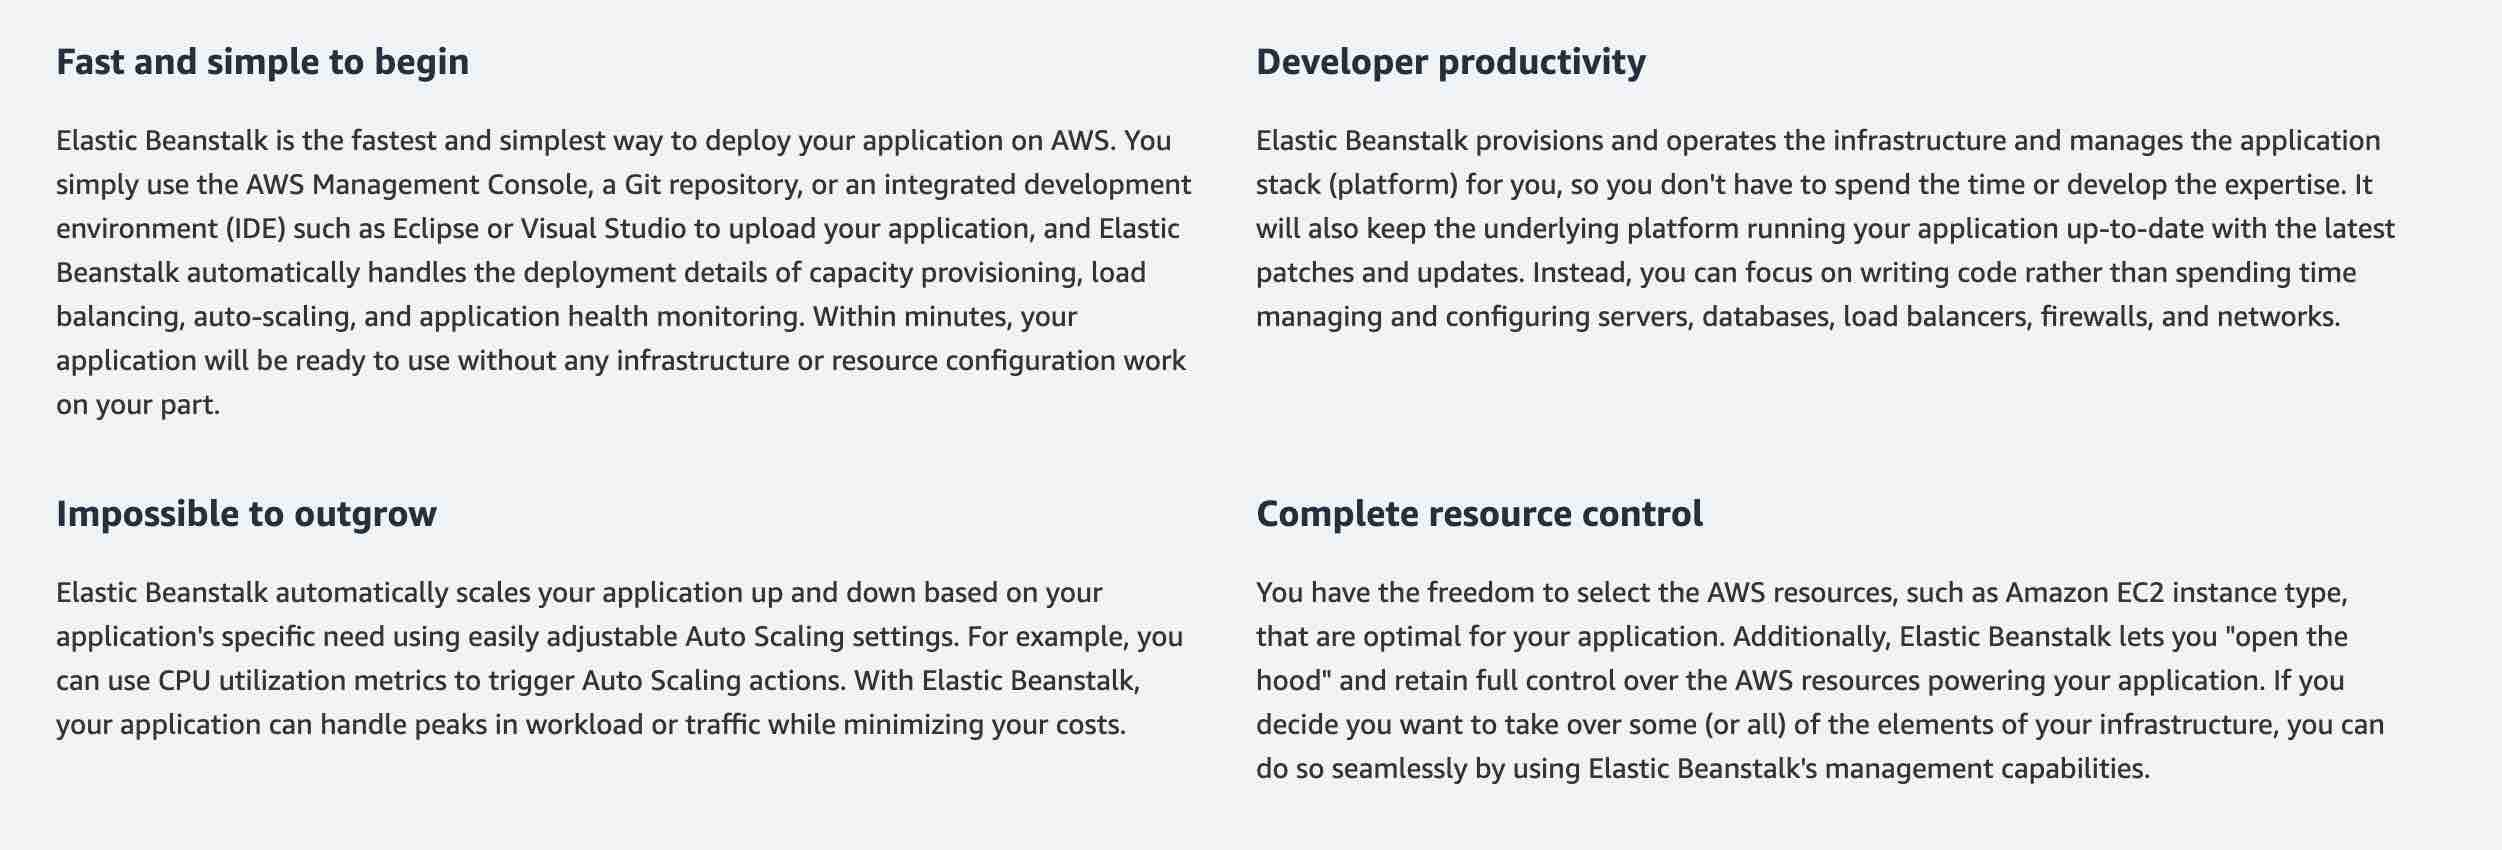 Fast and simple to begin
Elastic Beanstalk is the fastest and simplest way to deploy your application on AWS. You
simply use the AWS Management Console, a Git repository, or an integrated development
environment (IDE) such as Eclipse or Visual Studio to upload your application, and Elastic
Beanstalk automatically handles the deployment details of capacity provisioning, load
balancing, auto-scaling, and application health monitoring. Within minutes, your
application will be ready to use without any infrastructure or resource configuration work
on your part.
Developer productivity
Elastic Beanstalk provisions and operates the infrastructure and manages the application
stack (platform) for you, so you don't have to spend the time or develop the expertise. It
will also keep the underlying platform running your application up-to-date with the latest
patches and updates. Instead, you can focus on writing code rather than spending time
managing and configuring servers, databases, load balancers, firewalls, and networks.
Impossible to outgrow
Elastic Beanstalk automatically scales your application up and down based on your
application's specific need using easily adjustable Auto Scaling settings. For example, you
can use CPU utilization metrics to trigger Auto Scaling actions. With Elastic Beanstalk,
your application can handle peaks in workload or traffic while minimizing your costs.
Complete resource control
You have the freedom to select the AWS resources, such as Amazon EC2 instance type,
that are optimal for your application. Additionally, Elastic Beanstalk lets you "open the
hood" and retain full control over the AWS resources powering your application. If you
decide you want to take over some (or all) of the elements of your infrastructure, you can
do so seamlessly by using Elastic Beanstalk's management capabilities.